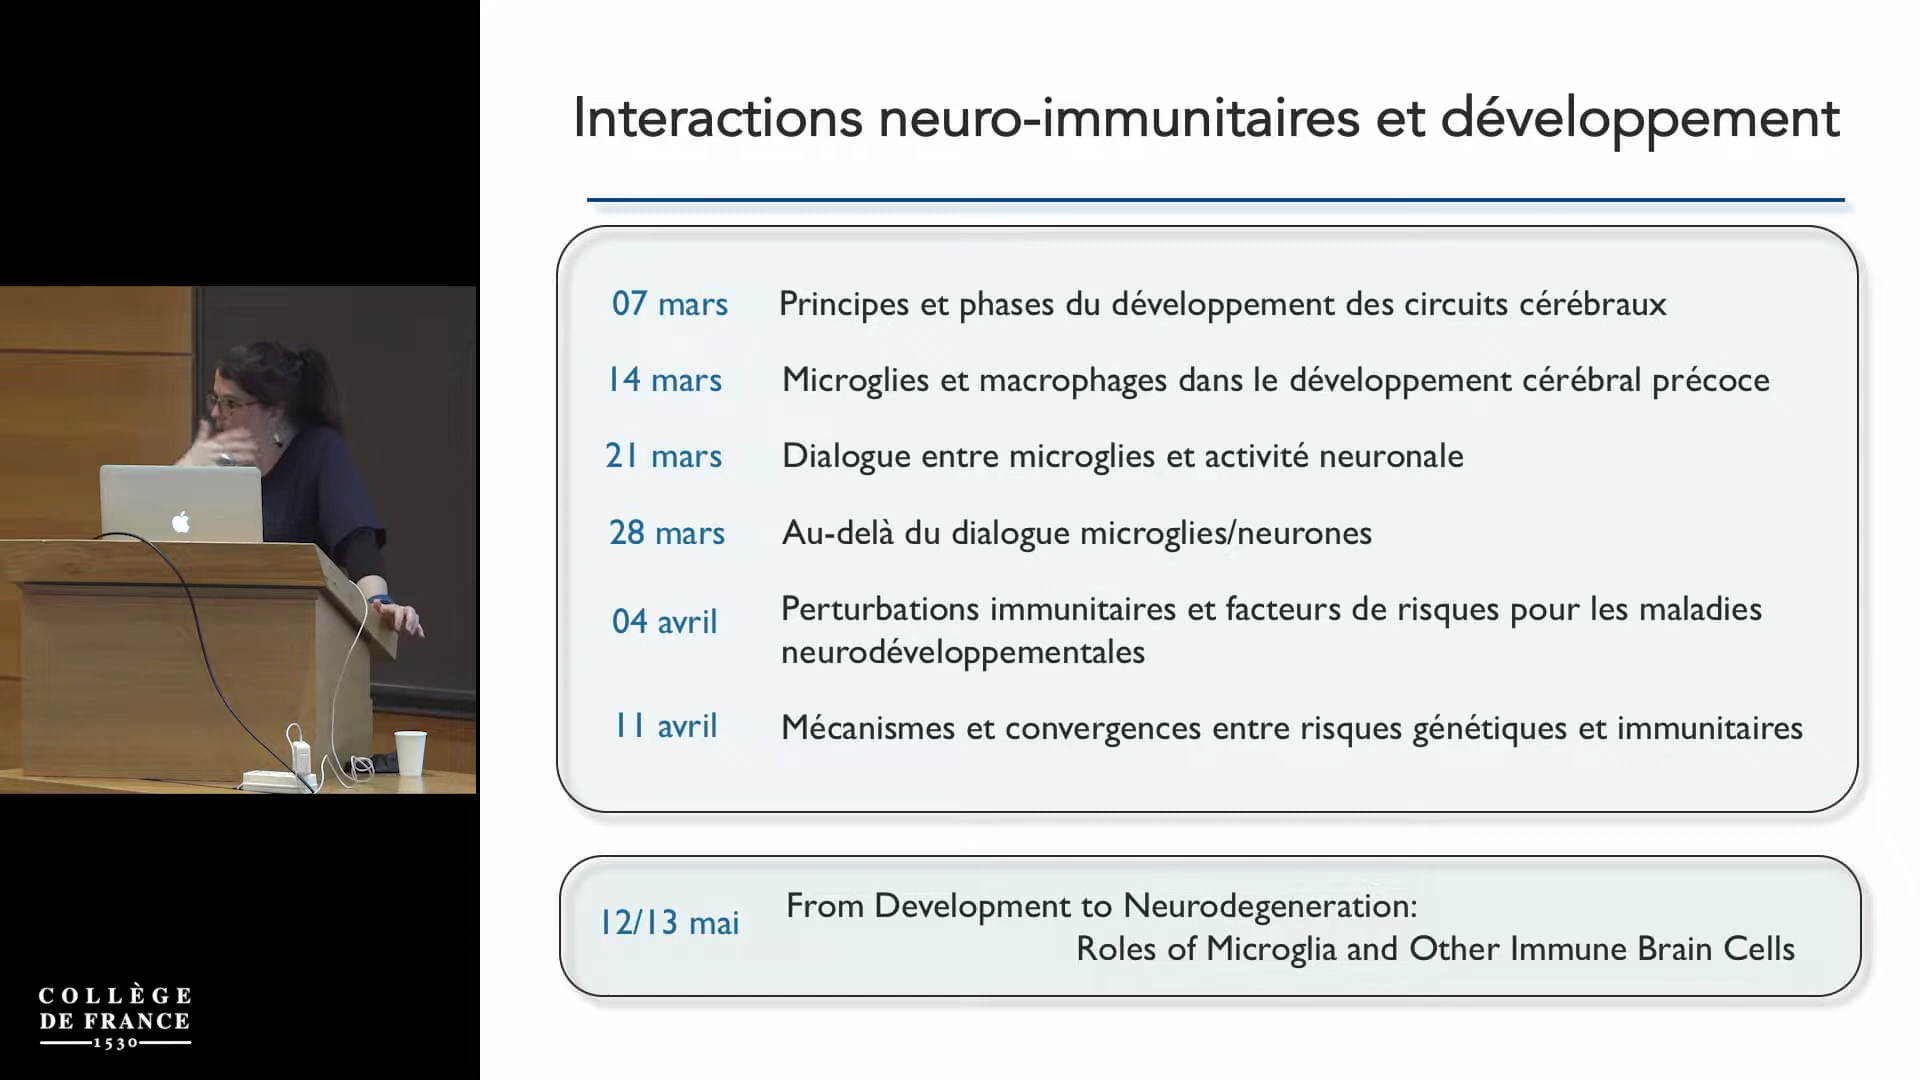 Interactions neuro-immunitaires et développement
07 mars Principes et phases du développement des circuits cérébraux
14 mars Microglies et macrophages dans le développement cérébral précoce
21 mars Dialogue entre microglies et activité neuronale
28 mars Au-delà du dialogue microglies/neurones
04 avril Perturbations immunitaires et facteurs de risques pour les maladies
neurodéveloppementales
11 avril Mécanismes et convergences entre risques génétiques et immunitaires
12/13 mai From Development to Neurodegeneration:
Roles of Microglia and Other Immune Brain Cells
COLLÈGE
DE FRANCE
1530